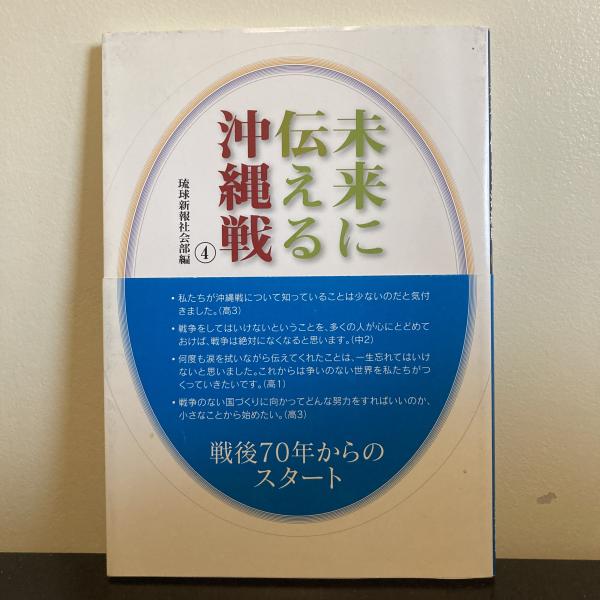 未来に
伝える
沖縄戦
④
琉球新報社会部編
・私たちが沖縄戦について知っていることは少ないのだと気付
きました。(高3)
・戦争をしてはいけないということを、多くの人が心にとどめて
おけば、戦争は絶対になくなると思います。(中2)
・何度も涙を拭いながら伝えてくれたことは、一生忘れてはいけ
ないと思いました。これからは争いのない世界を私たちがつ
くっていきたいです。(高1)
・戦争のない国づくりに向かってどんな努力をすればいいのか、
小さなことから始めたい。(高3)
戦後70年からの
スタート